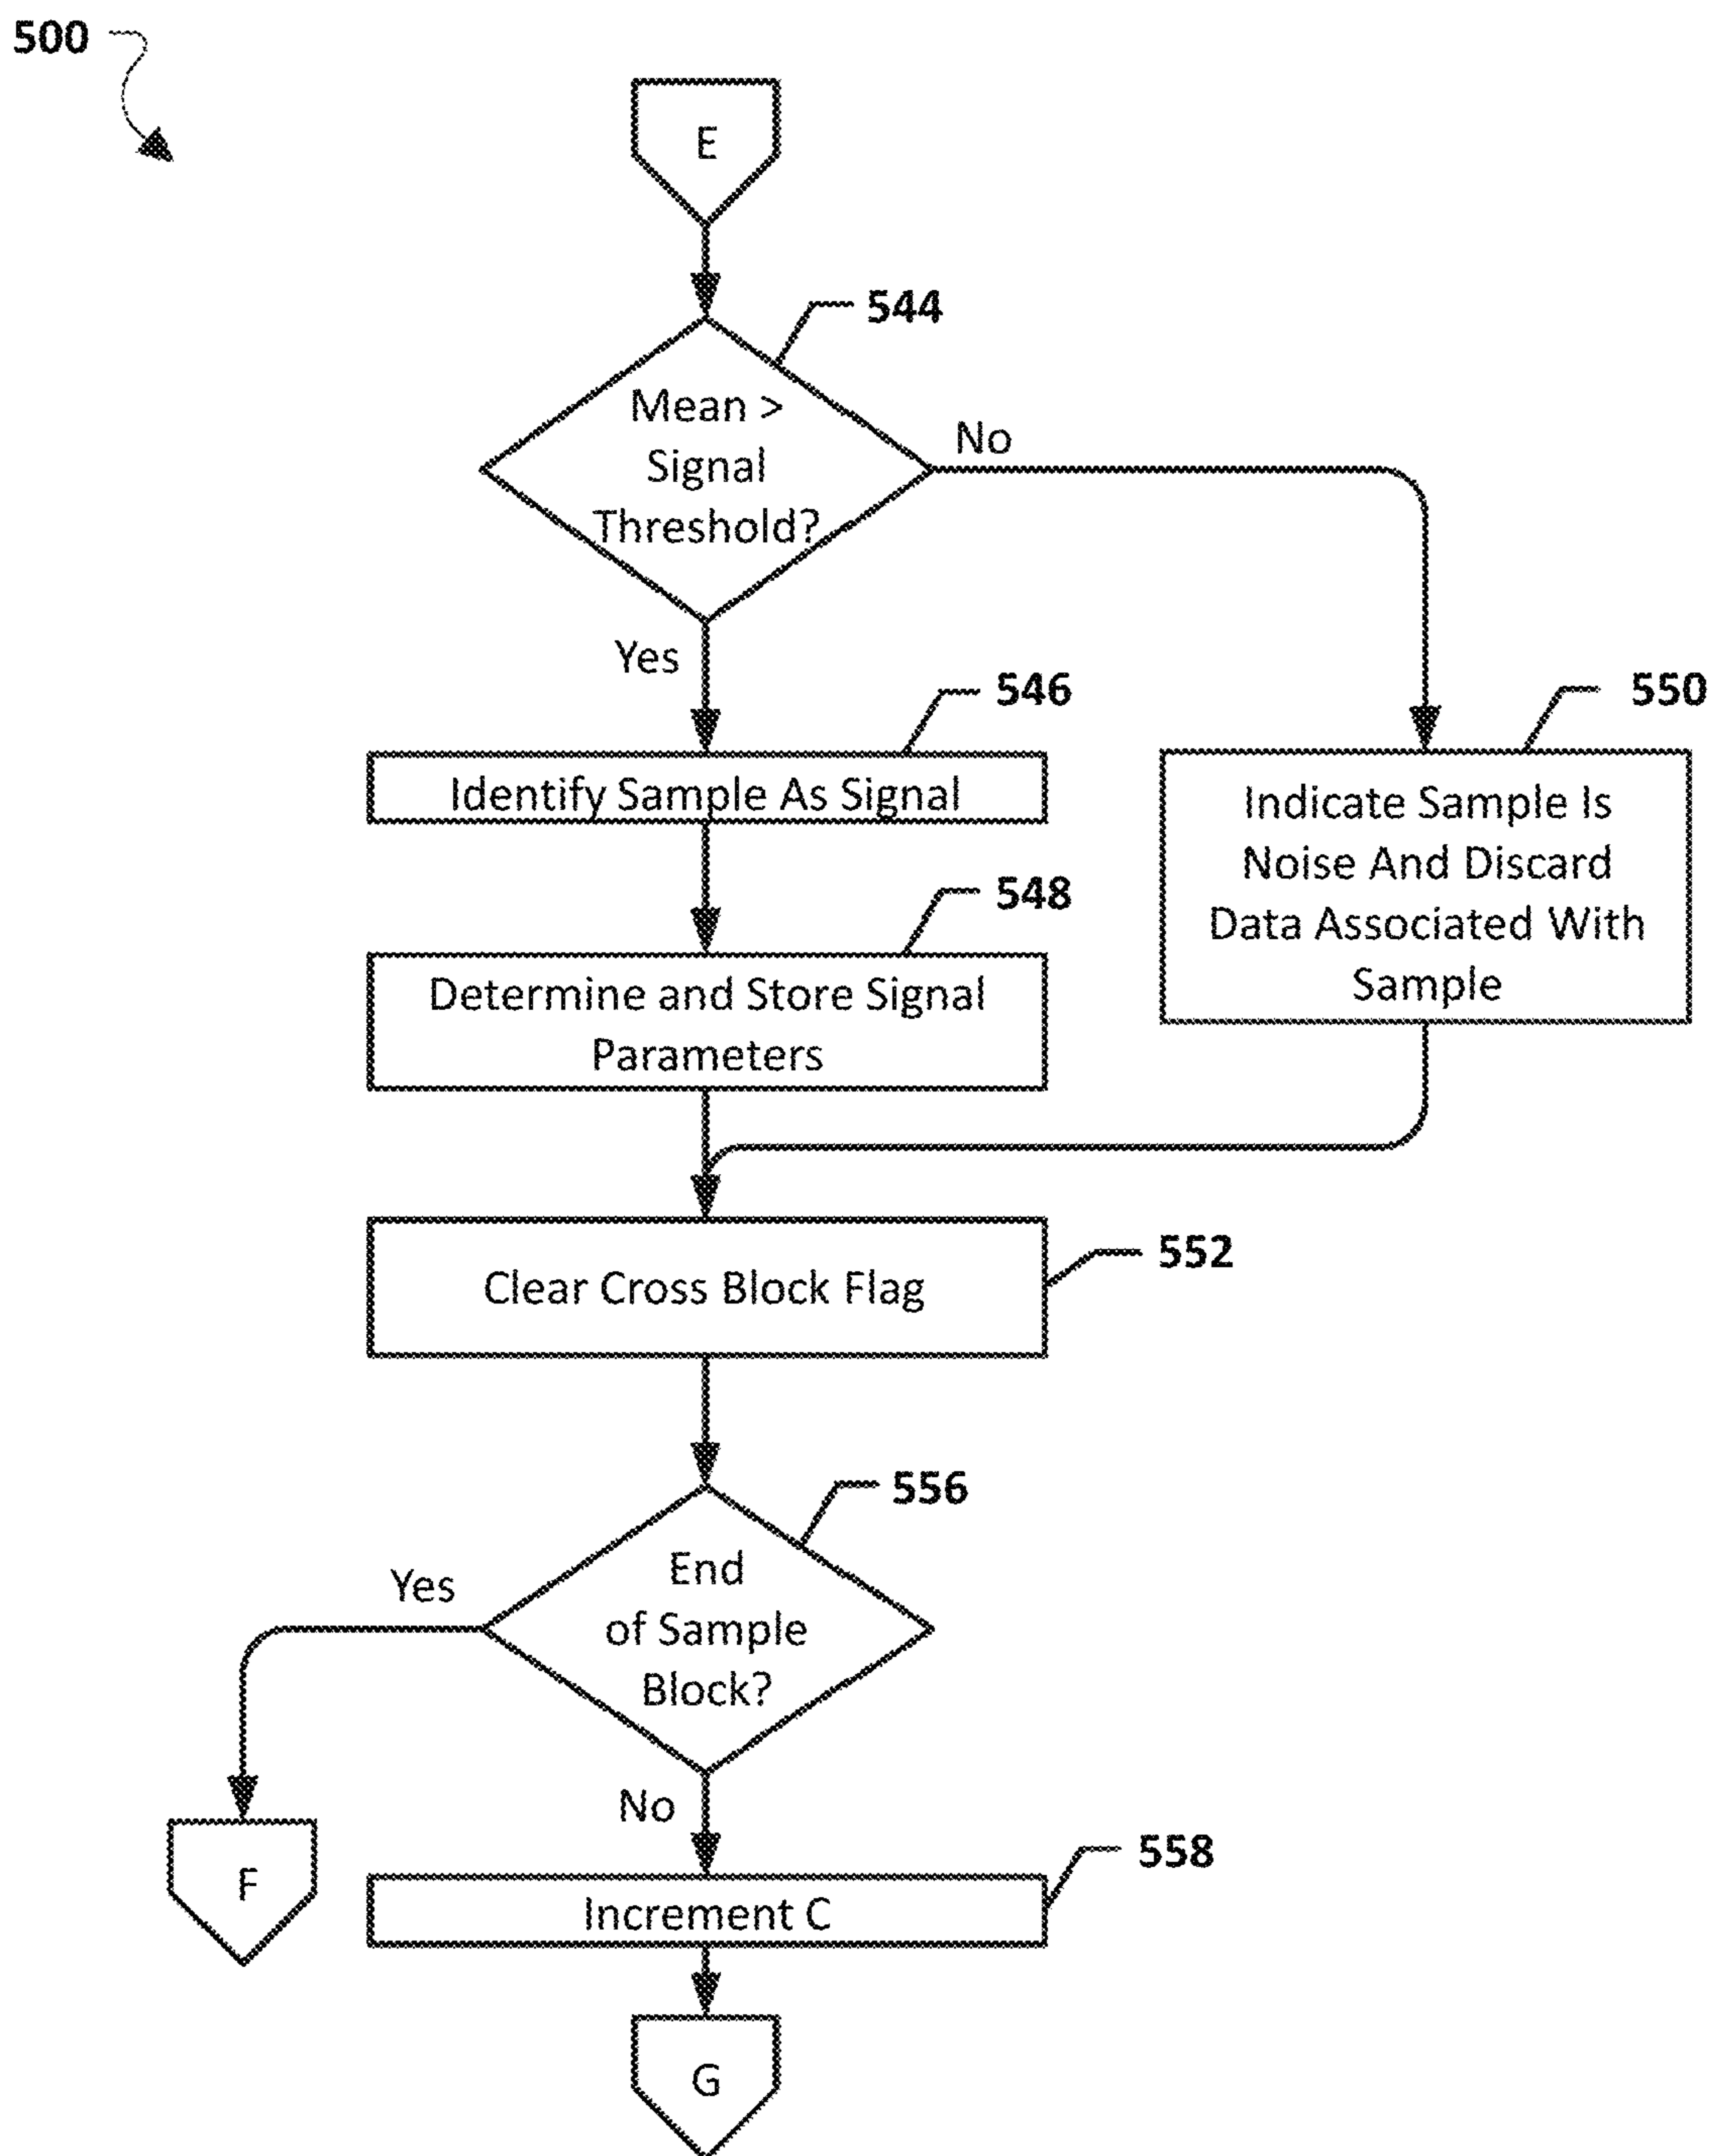 500
E
544
Mean >
Signal
Threshold?
No
Yes
546
550
Identify Sample As Signal
Indicate Sample Is
Noise And Discard
Data Associated With
Sample
548
Determine and Store Signal
Parameters
552
Clear Cross Block Flag
556
End
of Sample
Block?
Yes
No
F
558
Increment C
G